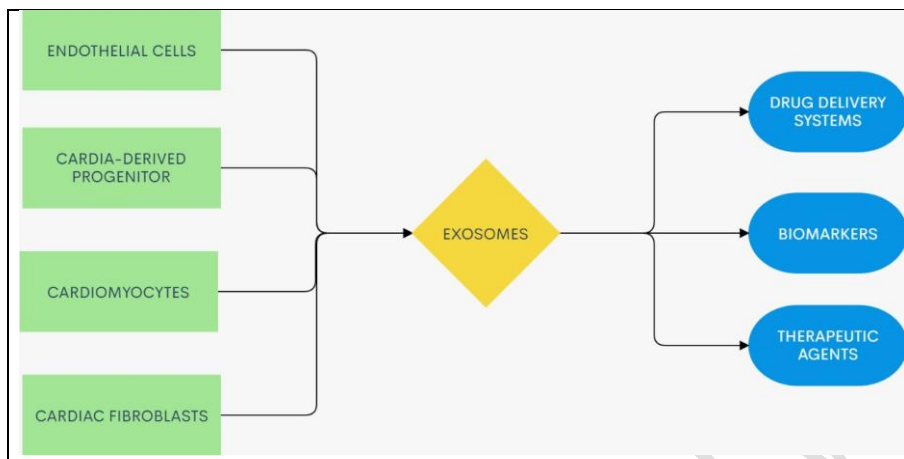 ENDOTHELIAL CELLS
CARDIA-DERIVED
PROGENITOR
CARDIOMYOCYTES
CARDIAC FIBROBLASTS
EXOSOMES
DRUG DELIVERY
SYSTEMS
BIOMARKERS
THERAPEUTIC
AGENTS